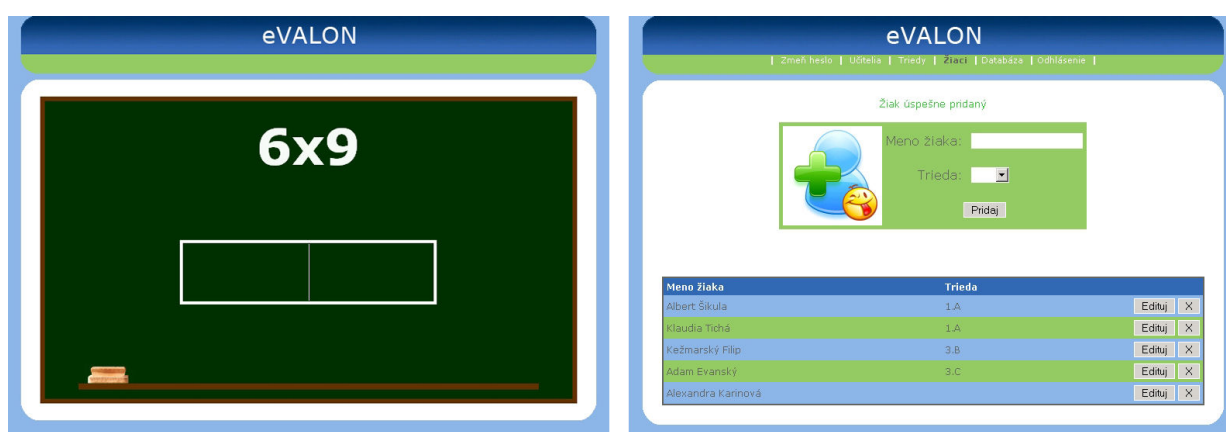 eVALON
6x9
eVALON
| Zmeň heslo | Učitelia | Triedy | Žiaci | Databáza | Odhlásenie |
Žiak úspešne pridaný
Meno žiaka:
Trieda:
Pridaj
Meno žiaka Trieda
Albert Šikula 1.A Edituj X
Klaudia Tichá 1.A Edituj X
Kežmarský Filip 3.B Edituj X
Adam Evanský 3.C Edituj X
Alexandra Karinová Edituj X